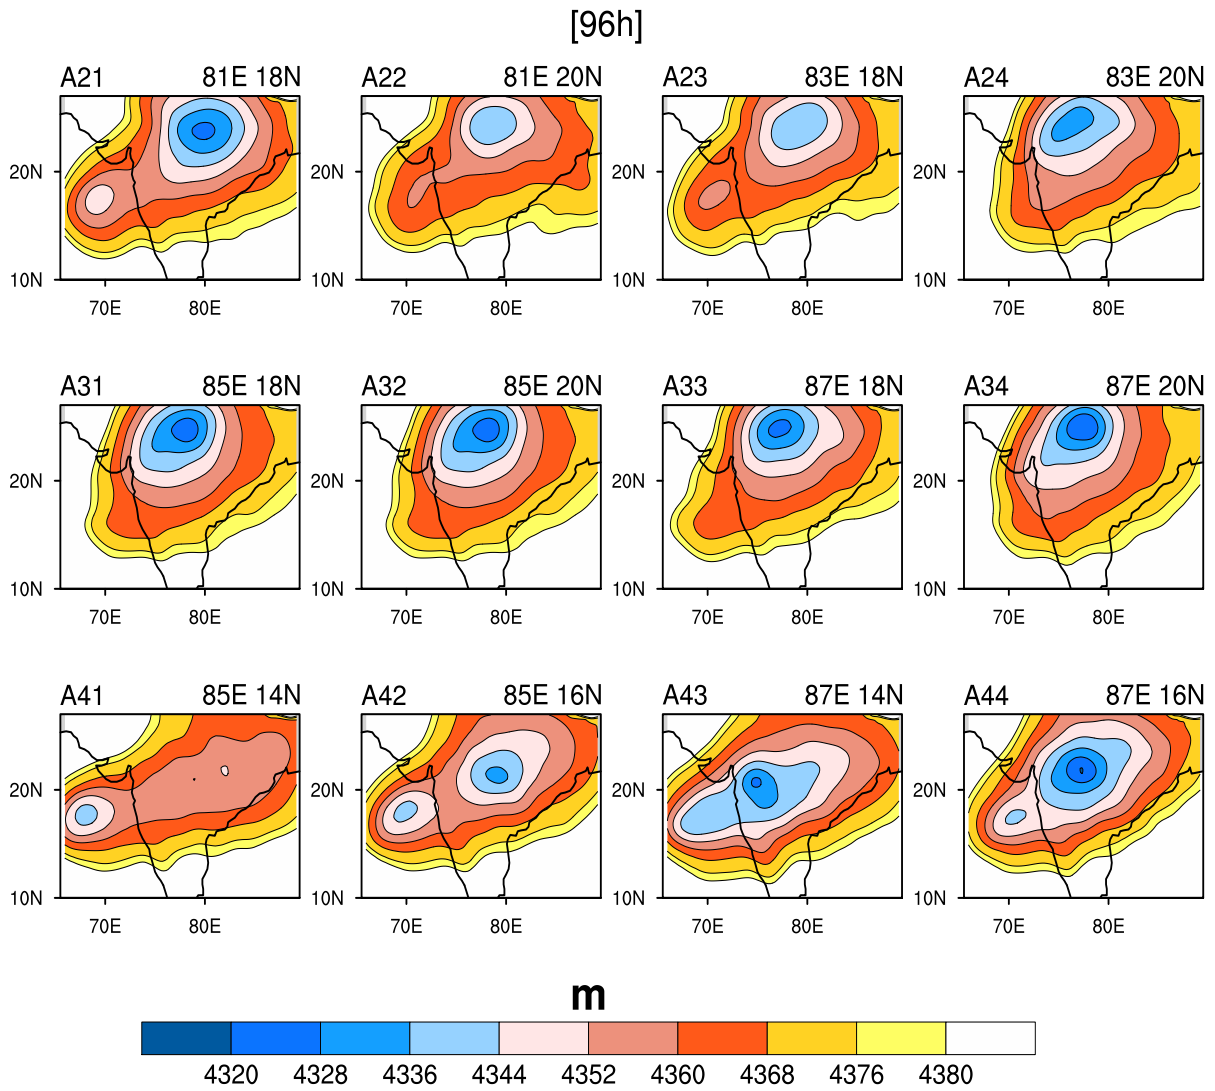 [96h]
A21 81E 18N A22 81E 20N A23 83E 18N A24 83E 20N
20N 20N 20N 20N
10N 10N 10N 10N
70E 80E 70E 80E 70E 80E 70E 80E
A31 85E 18N A32 85E 20N A33 87E 18N A34 87E 20N
20N 20N 20N 20N
10N 10N 10N 10N
70E 80E 70E 80E 70E 80E 70E 80E
A41 85E 14N A42 85E 16N A43 87E 14N A44 87E 16N
20N 20N 20N 20N
10N 10N 10N 10N
70E 80E 70E 80E 70E 80E 70E 80E
m
4320 4328 4336 4344 4352 4360 4368 4376 4380